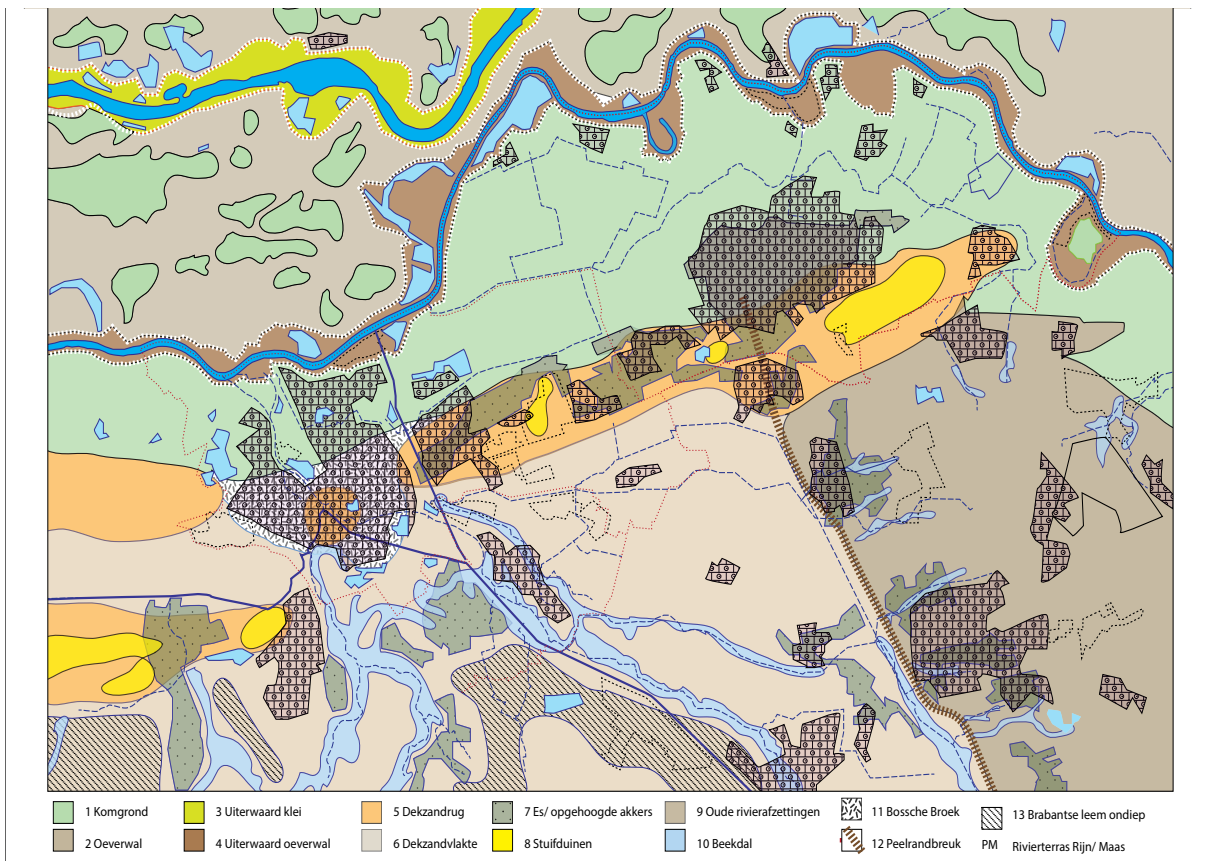 1 Komgrond
3 Uiterwaard klei
5 Dekzandrug
7 Es/ opgehoogde akkers
9 Oude rivierafzettingen
11 Bossche Broek
13 Brabantse leem ondiep
2 Oeverwal
4 Uiterwaard oeverwal
6 Dekzandvlakte
8 Stuifduinen
10 Beekdal
12 Peelrandbreuk
PM Rivierterras Rijn/ Maas